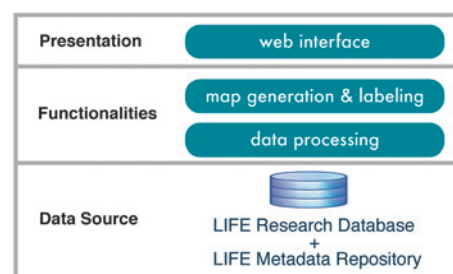 Presentation
web interface
Functionalities
map generation & labeling
data processing
Data Source
LIFE Research Database
+
LIFE Metadata Repository